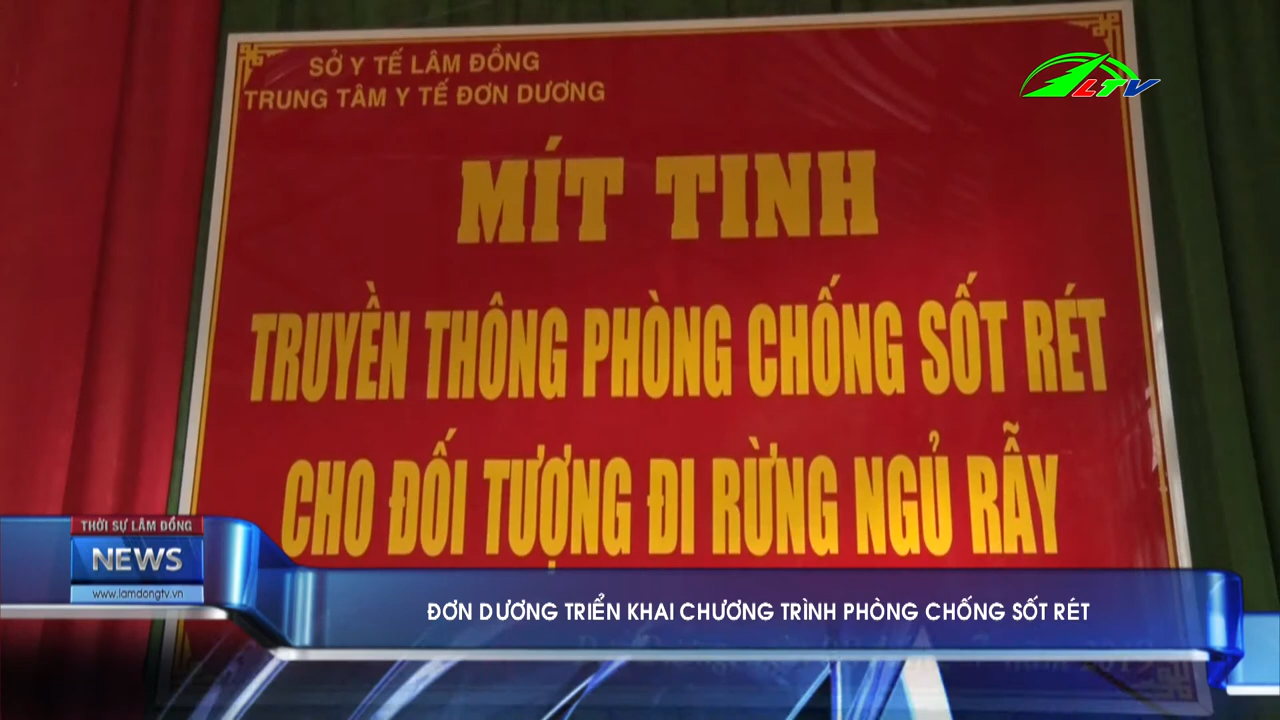 SỞ Y TẾ LÂM ĐỒNG
TRUNG TÂM Y TẾ ĐƠN DƯƠNG
LTV
MÍT TINH
TRUYỀN THÔNG PHÒNG CHỐNG SỐT RÉT
CHO ĐỐI TƯỢNG ĐI RỪNG NGỦ RẪY
THỜI SỰ LÂM ĐỒNG
NEWS
www.lamdongtv.vn
ĐƠN DƯƠNG TRIỂN KHAI CHƯƠNG TRÌNH PHÒNG CHỐNG SỐT RÉT